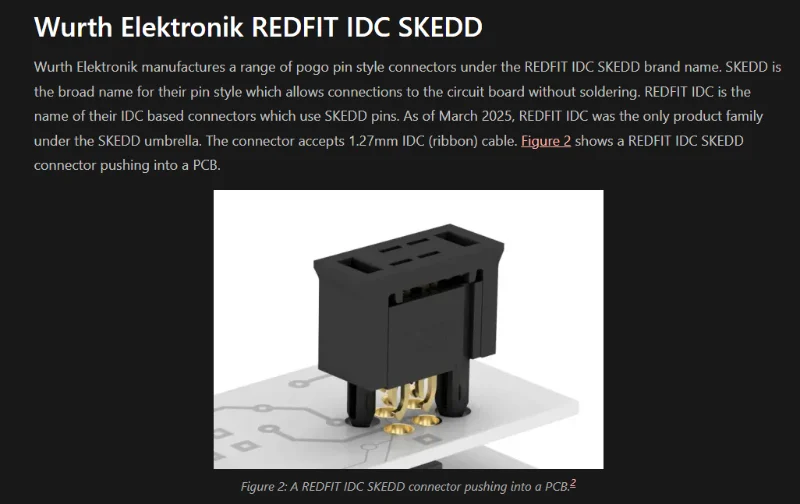 Wurth Elektronik REDFIT IDC SKEDD
Wurth Elektronik manufactures a range of pogo pin style connectors under the REDFIT IDC SKEDD brand name. SKEDD is
the broad name for their pin style which allows connections to the circuit board without soldering. REDFIT IDC is the
name of their IDC based connectors which use SKEDD pins. As of March 2025, REDFIT IDC was the only product family
under the SKEDD umbrella. The connector accepts 1.27mm IDC (ribbon) cable. Figure 2 shows a REDFIT IDC SKEDD
connector pushing into a PCB.
Figure 2: A REDFIT IDC SKEDD connector pushing into a PCB.2